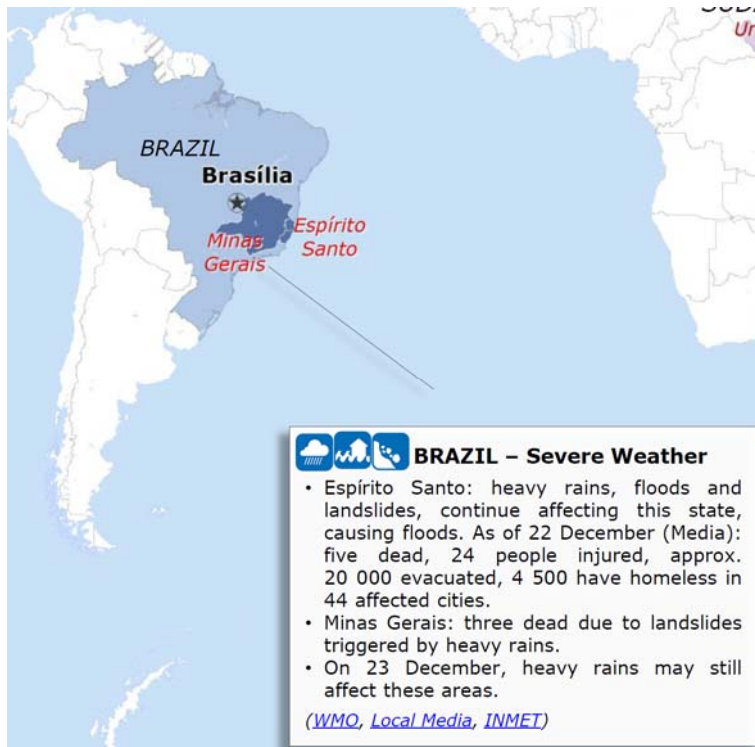 SUDA
Un
BRAZIL
Brasília
Minas
Gerais
Espírito
Santo
BRAZIL – Severe Weather
• Espírito Santo: heavy rains, floods and
landslides, continue affecting this state,
causing floods. As of 22 December (Media):
five dead, 24 people injured, approx.
20 000 evacuated, 4 500 have homeless in
44 affected cities.
• Minas Gerais: three dead due to landslides
triggered by heavy rains.
• On 23 December, heavy rains may still
affect these areas.
(WMO, Local Media, INMET)